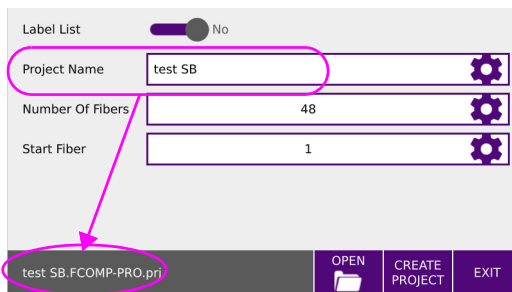 Label List No
Project Name test SB
Number Of Fibers 48
Start Fiber 1
test SB.FCOMP-PRO.prj
OPEN
CREATE
PROJECT
EXIT